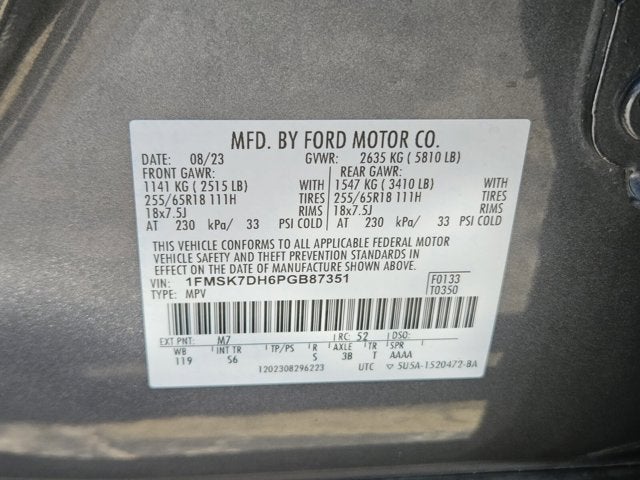 MFD. BY FORD MOTOR CO.
DATE: 08/23 GVWR: 2635 KG ( 5810 LB)
FRONT GAWR: REAR GAWR:
1141 KG ( 2515 LB) WITH 1547 KG ( 3410 LB) WITH
255/65R18 111H TIRES 255/65R18 111H TIRES
18x7.5J RIMS 18x7.5J RIMS
AT 230 kPa/ 33 PSI COLD AT 230 kPa/ 33 PSI COLD
THIS VEHICLE CONFORMS TO ALL APPLICABLE FEDERAL MOTOR
VEHICLE SAFETY AND THEFT PREVENTION STANDARDS IN
EFFECT ON THE DATE OF MANUFACTURE SHOWN ABOVE.
VIN: 1FMSK7DH6PGB87351 F0133
TYPE: MPV T0350
EXT PNT: M7 RC: 52 DSO:
WB INT TR TP/PS R AXLE TR SPR
119 56 S 3B T AAAA
1202308296223 UTC ▽ 5U5A-1520472-BA